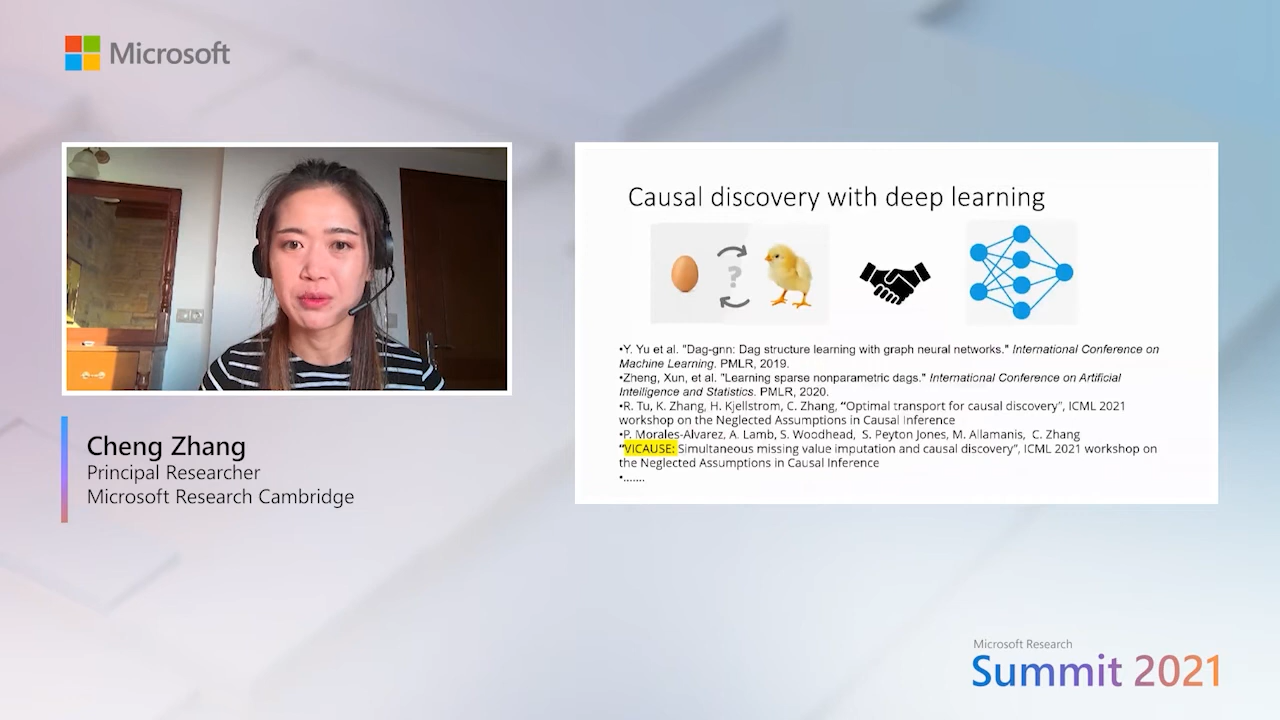 Microsoft
Cheng Zhang
Principal Researcher
Microsoft Research Cambridge
Causal discovery with deep learning
?
•Y. Yu et al. "Dag-gnn: Dag structure learning with graph neural networks." International Conference on
Machine Learning. PMLR, 2019.
•Zheng, Xun, et al. "Learning sparse nonparametric dags." International Conference on Artificial
Intelligence and Statistics. PMLR, 2020.
•R. Tu, K. Zhang, H. Kjellstrom, C. Zhang, “Optimal transport for causal discovery”, ICML 2021
workshop on the Neglected Assumptions in Causal Inference
•P. Morales-Alvarez, A. Lamb, S. Woodhead, S. Peyton Jones, M. Allamanis, C. Zhang
“VICAUSE: Simultaneous missing value imputation and causal discovery”, ICML 2021 workshop on
the Neglected Assumptions in Causal Inference
•.......
Microsoft Research
Summit 2021